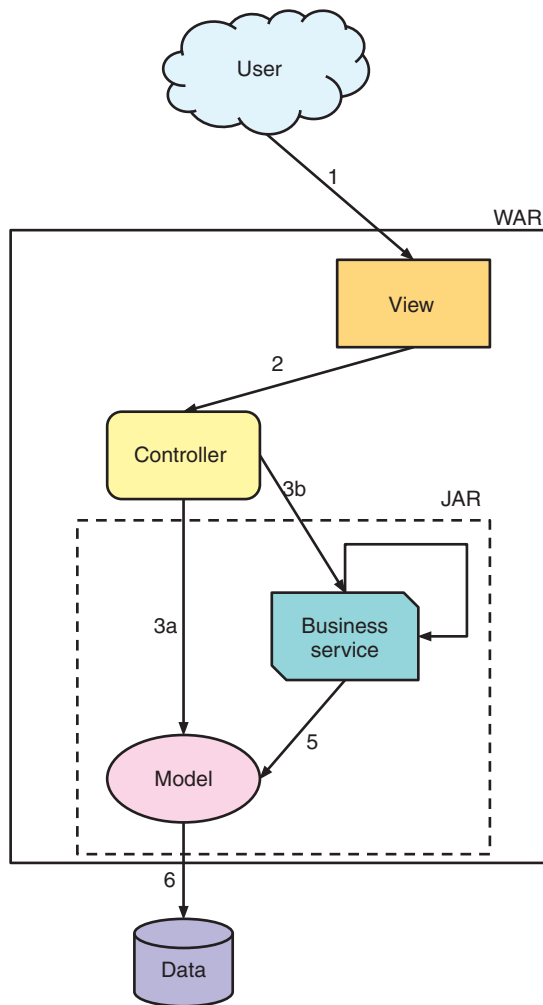 User
1
WAR
View
2
Controller
3b
JAR
3a
Business
service
5
Model
6
Data